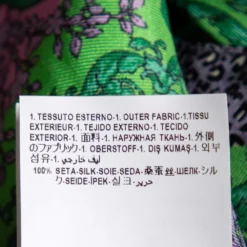 1. TESSUTO ESTERNO-1. OUTER FABRIC-1.TISSU
EXTERIEUR-1. TEJIDO EXTERNO-1. TECIDO
EXTERIOR-1. 面料-1. НАРУЖНАЯ ТКАНЬ-1. 外側
のファブリック-1. OBERSTOFF-1. DIŞ KUMAŞ-1. 외부
섬유-1. ليف خارجي
100% SETA-SILK-SOIE-SEDA-桑蚕丝-ШЕЛК-シル
ク-SEIDE-İPEK-실크-حرير